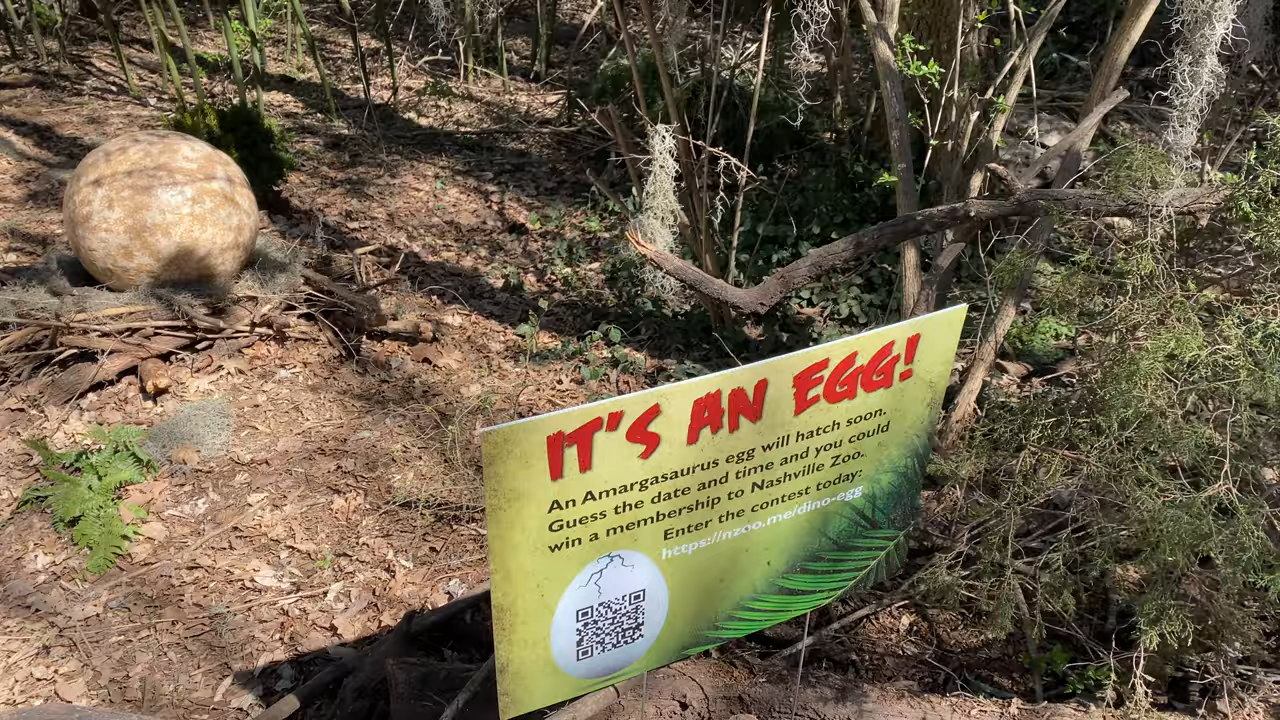 IT'S AN EGG!
An Amargasaurus egg will hatch soon.
Guess the date and time and you could
win a membership to Nashville Zoo.
Enter the contest today:
https://nzoo.me/dino-egg